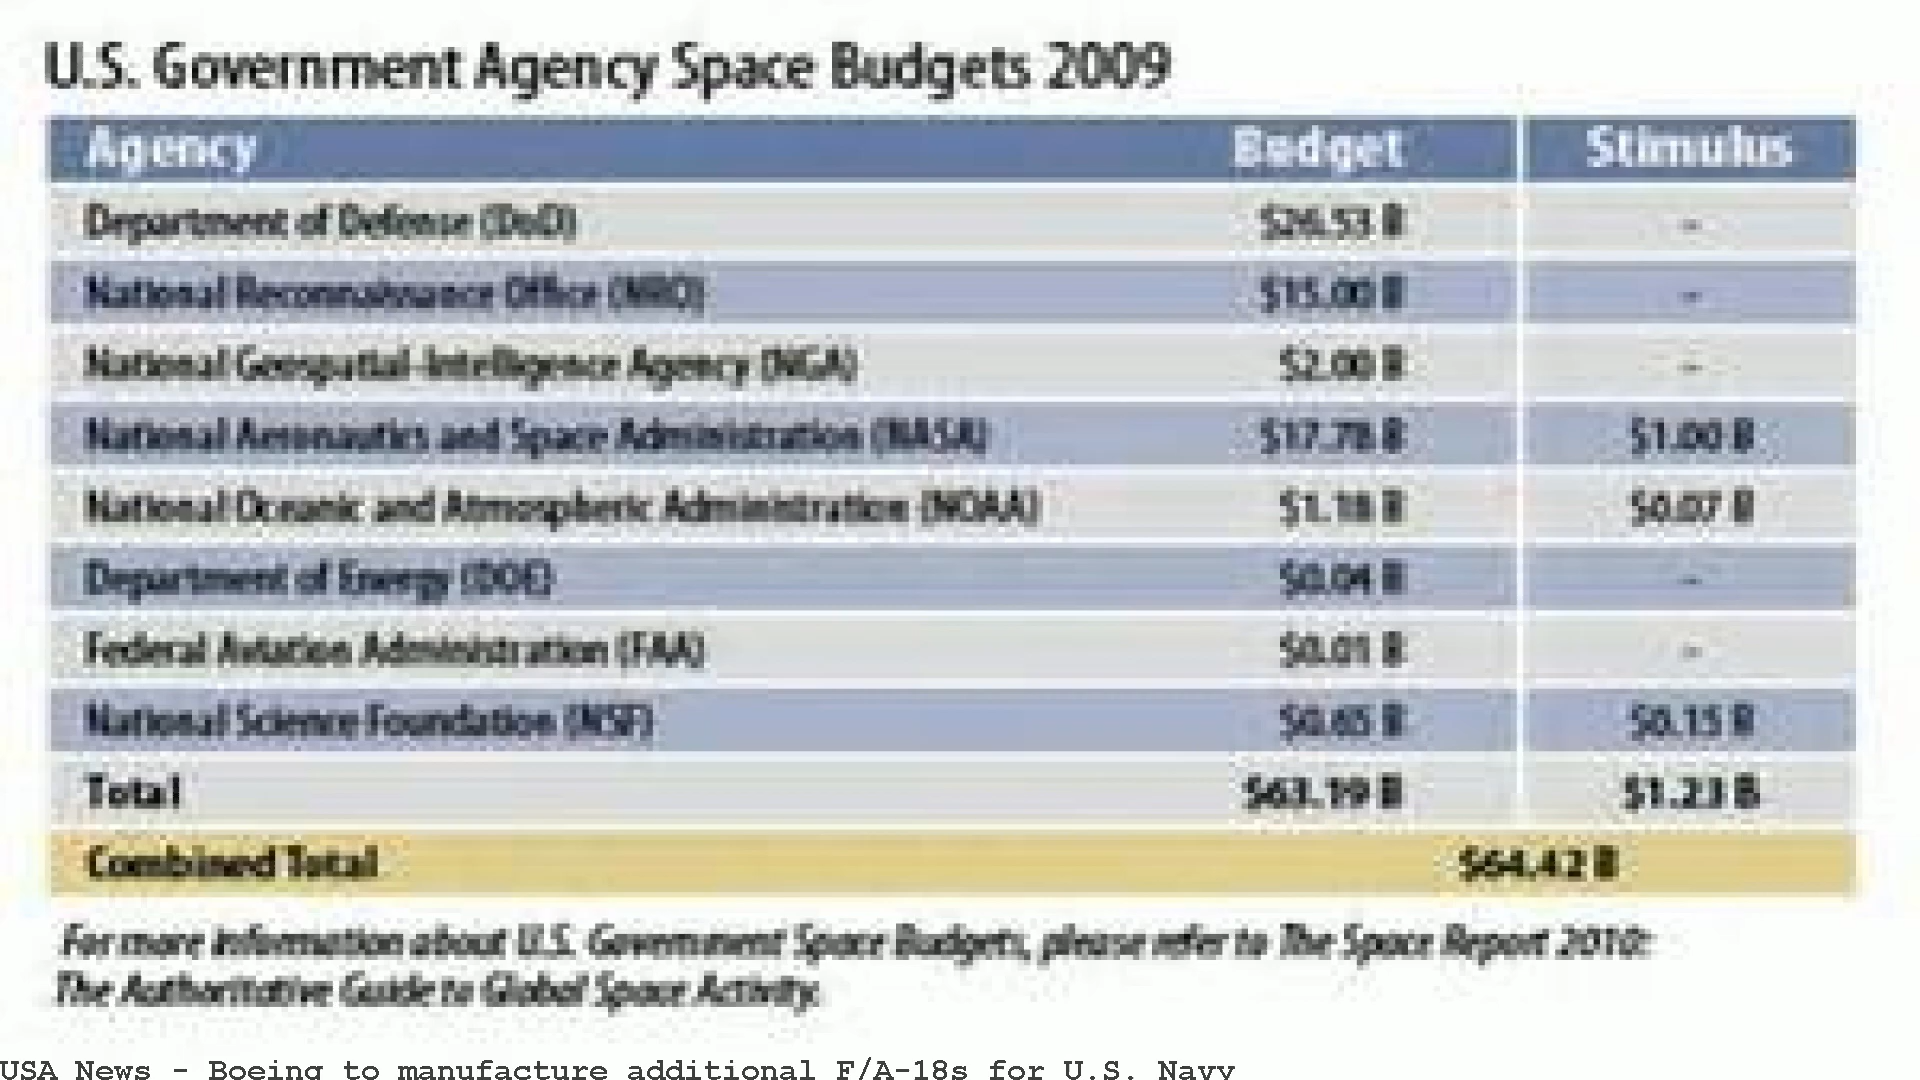 U.S. Government Agency Space Budgets 2009
Agency Budget Stimulus
Department of Defense (DoD) $26.53 B -
National Reconnaissance Office (NRO) $15.00 B -
National Geospatial-Intelligence Agency (NGA) $2.00 B -
National Aeronautics and Space Administration (NASA) $17.78 B $1.00 B
National Oceanic and Atmospheric Administration (NOAA) $1.18 B $0.07 B
Department of Energy (DOE) $0.04 B -
Federal Aviation Administration (FAA) $0.01 B -
National Science Foundation (NSF) $0.65 B $0.15 B
Total $63.19 B $1.23 B
Combined Total $64.42 B
For more information about U.S. Government Space Budgets, please refer to The Space Report 2010:
The Authoritative Guide to Global Space Activity.
USA News - Boeing to manufacture additional F/A-18s for U.S. Navy